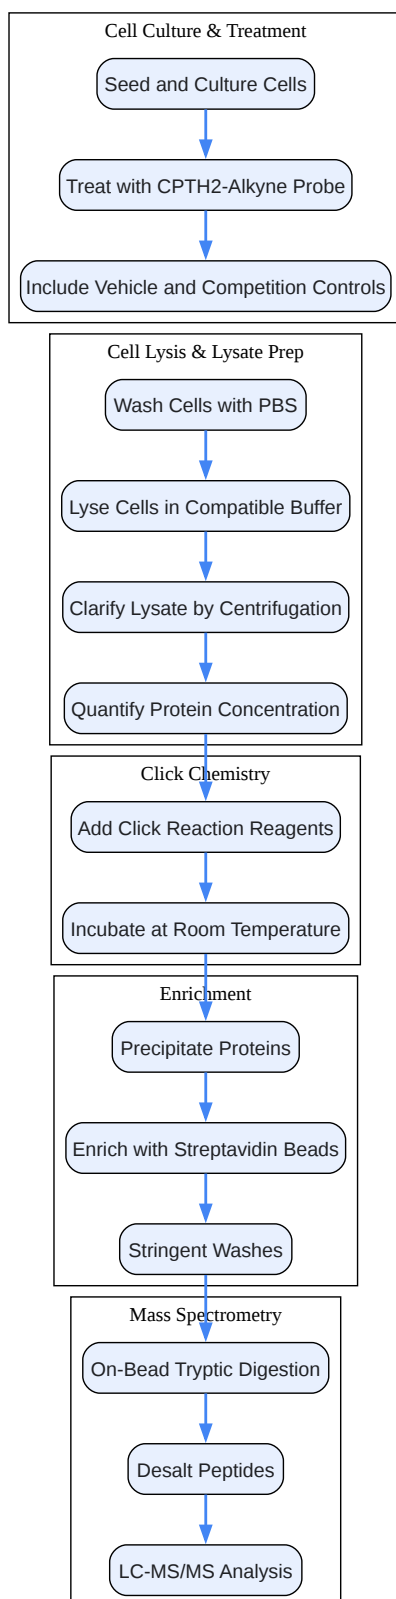 Cell Culture & Treatment
Seed and Culture Cells
Treat with CPTH2-Alkyne Probe
Include Vehicle and Competition Controls
Cell Lysis & Lysate Prep
Wash Cells with PBS
Lyse Cells in Compatible Buffer
Clarify Lysate by Centrifugation
Quantify Protein Concentration
Click Chemistry
Add Click Reaction Reagents
Incubate at Room Temperature
Enrichment
Precipitate Proteins
Enrich with Streptavidin Beads
Stringent Washes
Mass Spectrometry
On-Bead Tryptic Digestion
Desalt Peptides
LC-MS/MS Analysis